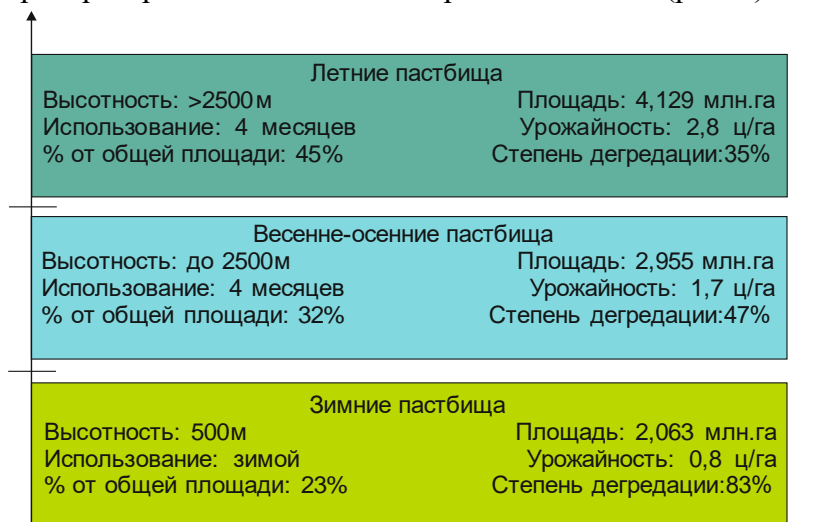 Летние пастбища
Высотность: >2500м Площадь: 4,129 млн.га
Использование: 4 месяцев Урожайность: 2,8 ц/га
% от общей площади: 45% Степень дегредации:35%
Весенне-осенние пастбища
Высотность: до 2500м Площадь: 2,955 млн.га
Использование: 4 месяцев Урожайность: 1,7 ц/га
% от общей площади: 32% Степень дегредации:47%
Зимние пастбища
Высотность: 500м Площадь: 2,063 млн.га
Использование: зимой Урожайность: 0,8 ц/га
% от общей площади: 23% Степень дегредации:83%